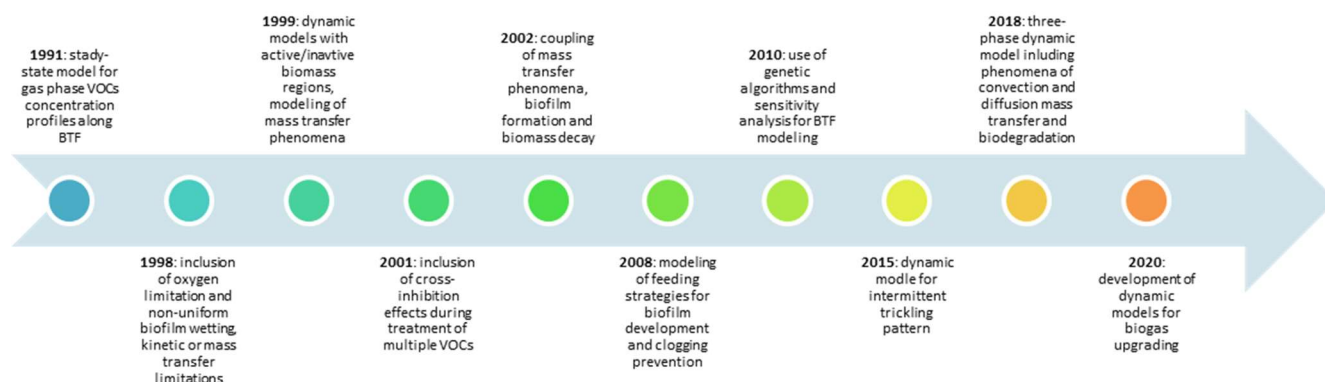 1991: stady-
state model for
gas phase VOCs
concentration
profiles along
BTF
1998: inclusion
of oxygen
limitation and
non-uniform
biofilm wetting,
kinetic or mass
transfer
limitations
1999: dynamic
models with
active/inavtive
biomass
regions,
modeling of
mass transfer
phenomena
2001: inclusion
of cross-
inhibition
effects during
treatment of
multiple VOCs
2002: coupling
of mass
transfer
phenomena,
biofilm
formation and
biomass decay
2008: modeling
of feeding
strategies for
biofilm
development
and clogging
prevention
2010: use of
genetic
algorithms and
sensitivity
analysis for BTF
modeling
2015: dynamic
modle for
intermittent
trickling
pattern
2018: three-
phase dynamic
model inluding
phenomena of
convection and
diffusion mass
transfer and
biodegradation
2020:
development of
dynamic
models for
biogas
upgrading